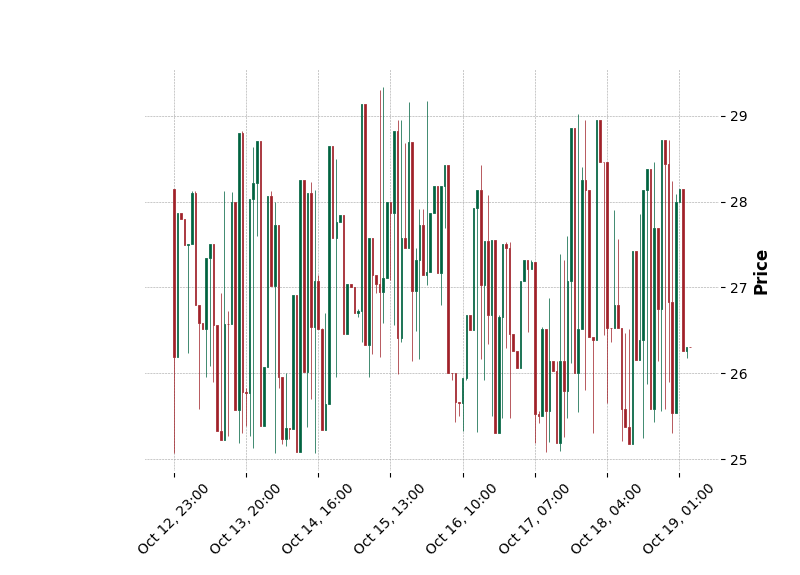 29
28
27
26
25
Price
Oct 12, 23:00
Oct 13, 20:00
Oct 14, 16:00
Oct 15, 13:00
Oct 16, 10:00
Oct 17, 07:00
Oct 18, 04:00
Oct 19, 01:00